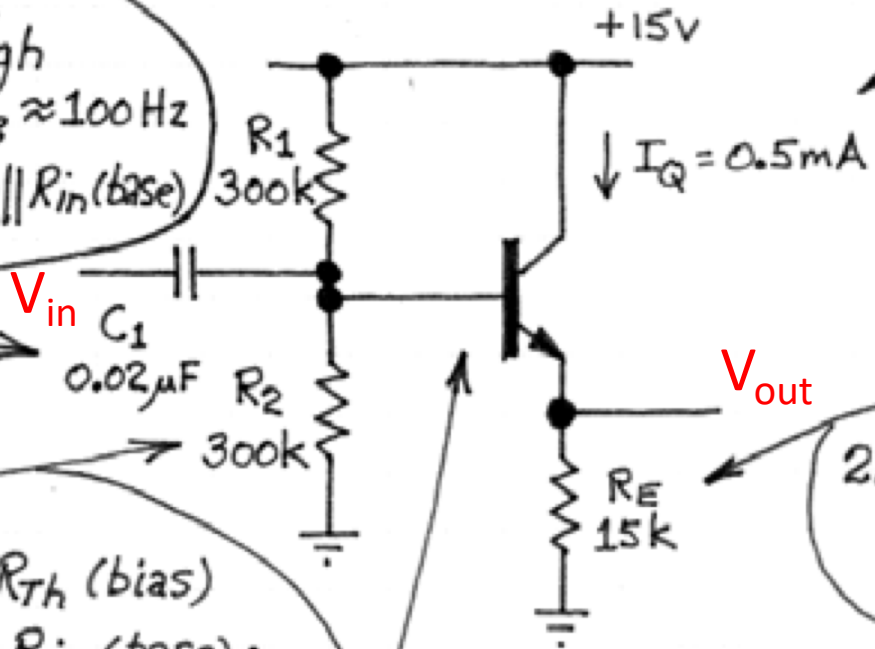 +15v
gh
≈100Hz
||Rin(base)
R1
300k
IQ = 0.5mA
Vin
C1
0.02µF
R2
300k
Vout
2
RE
15k
RTh (bias)